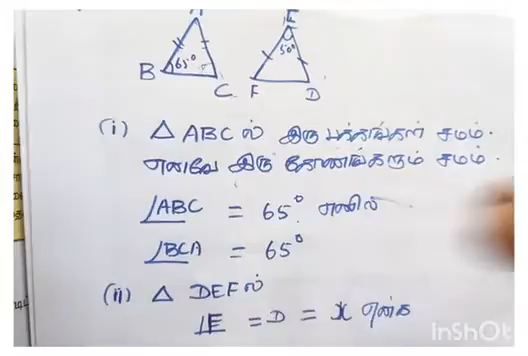 A E
65° 50°
B C F D
(i) △ ABC ல் இரு பக்கங்கள் சமம்.
எனவே இரு கோணங்களும் சமம்.
∠ABC = 65° எனில்
∠BCA = 65°
(ii) △ DEF ல்
∠E = D = x என்க
InShOt